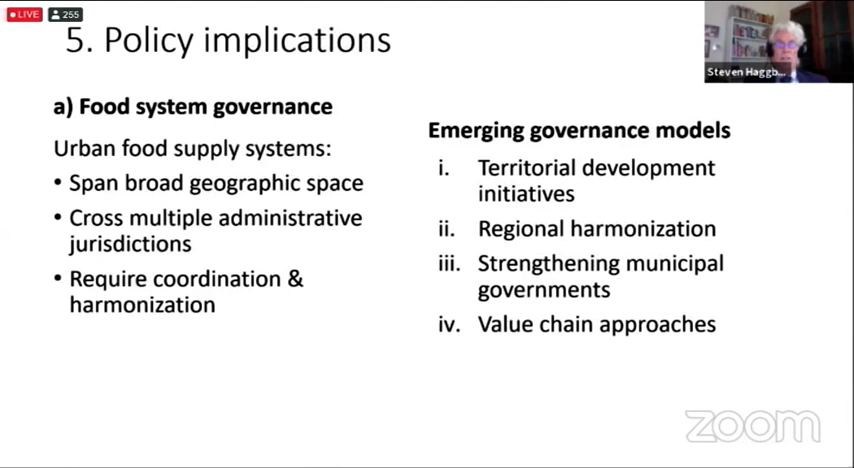 LIVE
255
5. Policy implications
Steven Haggb...
a) Food system governance
Urban food supply systems:
• Span broad geographic space
• Cross multiple administrative
jurisdictions
• Require coordination &
harmonization
Emerging governance models
i. Territorial development
initiatives
ii. Regional harmonization
iii. Strengthening municipal
governments
iv. Value chain approaches
zoom